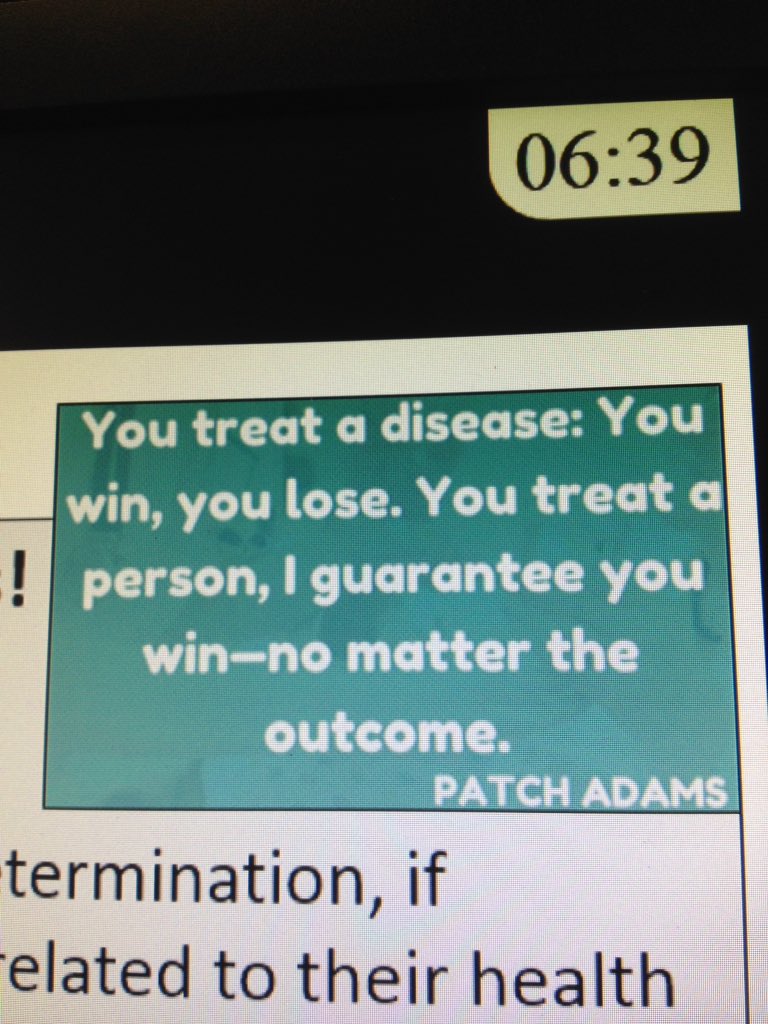 06:39
You treat a disease: You
win, you lose. You treat a
person, I guarantee you
win—no matter the
outcome.
PATCH ADAMS
!
termination, if
related to their health